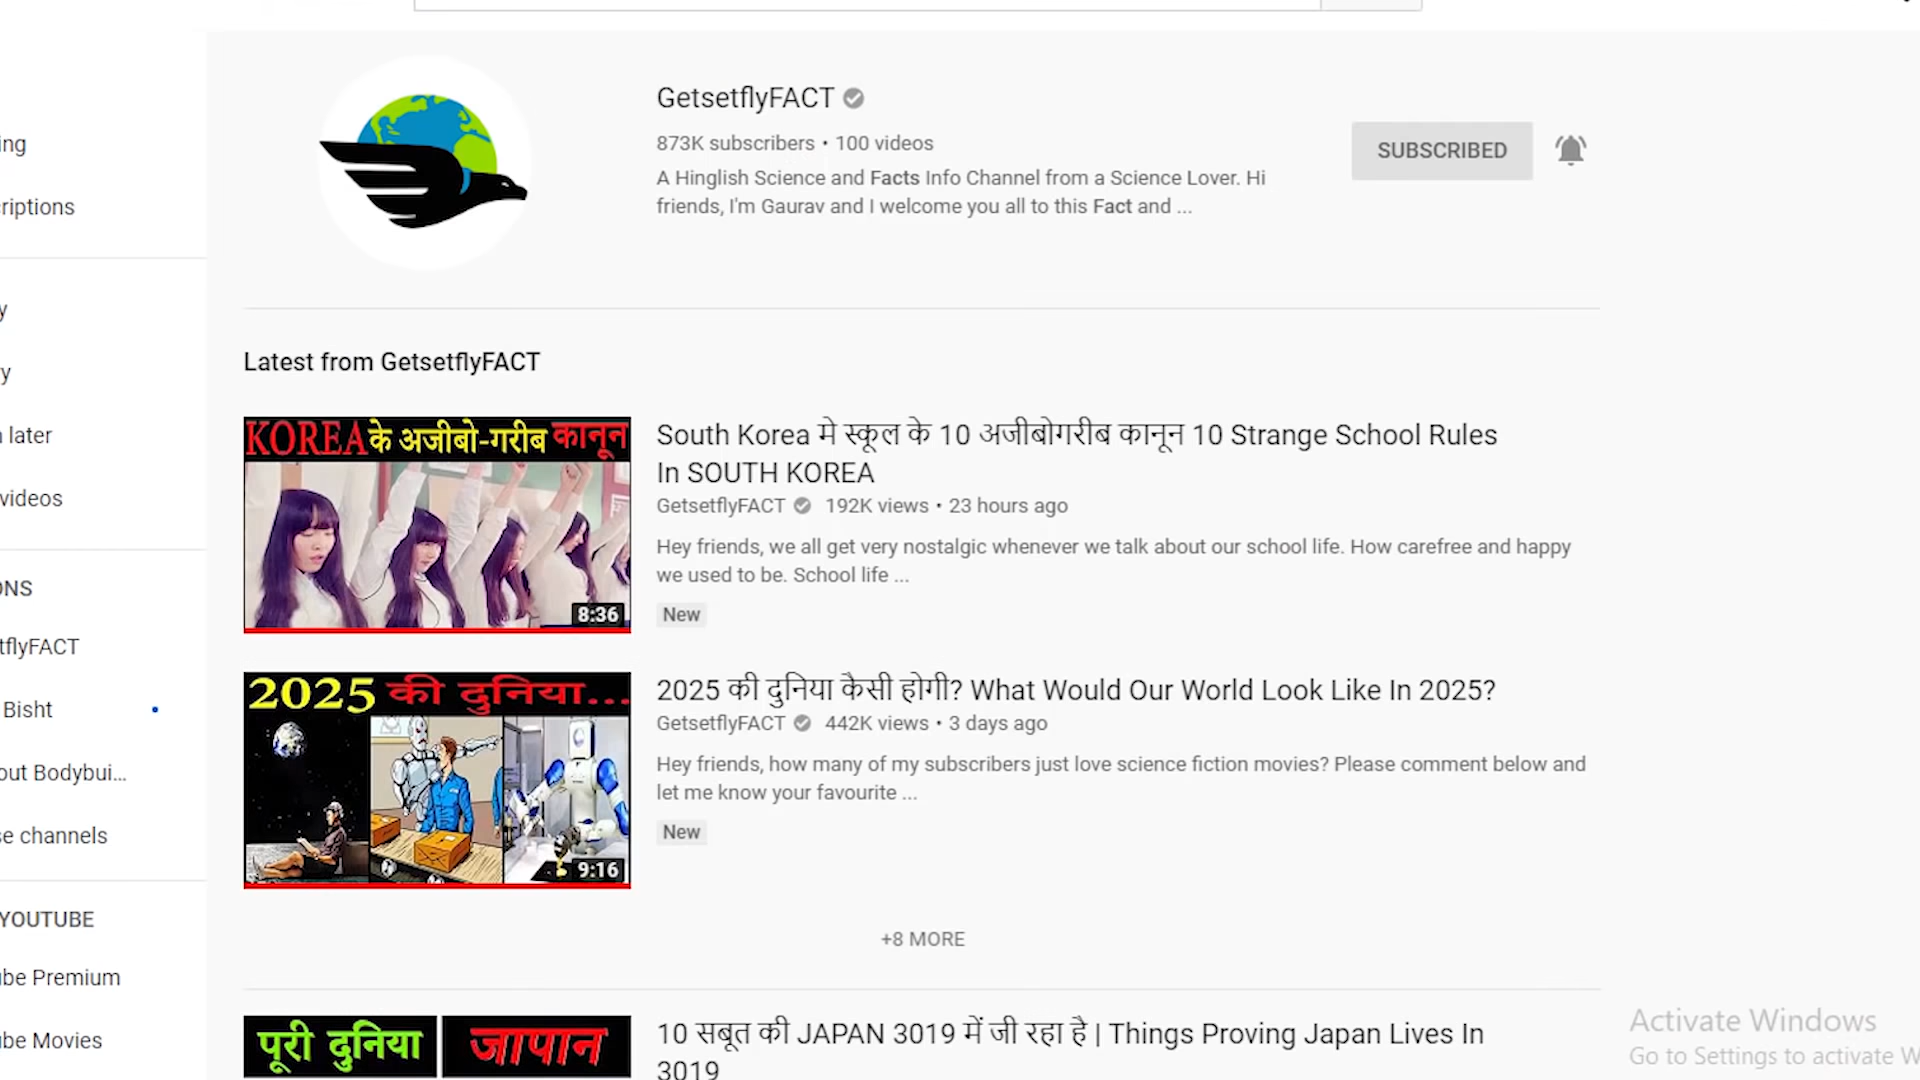 ing
riptions
y
ry
later
videos
ONS
tflyFACT
Bisht
out Bodybui...
se channels
YOUTUBE
ube Premium
ube Movies
GetsetflyFACT
873K subscribers • 100 videos
A Hinglish Science and Facts Info Channel from a Science Lover. Hi
friends, I'm Gaurav and I welcome you all to this Fact and ...
SUBSCRIBED
Latest from GetsetflyFACT
KOREA के अजीबो-गरीब कानून
8:36
South Korea मे स्कूल के 10 अजीबोगरीब कानून 10 Strange School Rules
In SOUTH KOREA
GetsetflyFACT 192K views • 23 hours ago
Hey friends, we all get very nostalgic whenever we talk about our school life. How carefree and happy
we used to be. School life ...
New
2025 की दुनिया...
9:16
2025 की दुनिया कैसी होगी? What Would Our World Look Like In 2025?
GetsetflyFACT 442K views • 3 days ago
Hey friends, how many of my subscribers just love science fiction movies? Please comment below and
let me know your favourite ...
New
+8 MORE
पूरी दुनिया जापान
10 सबूत की JAPAN 3019 में जी रहा है | Things Proving Japan Lives In
3019
Activate Windows
Go to Settings to activate W